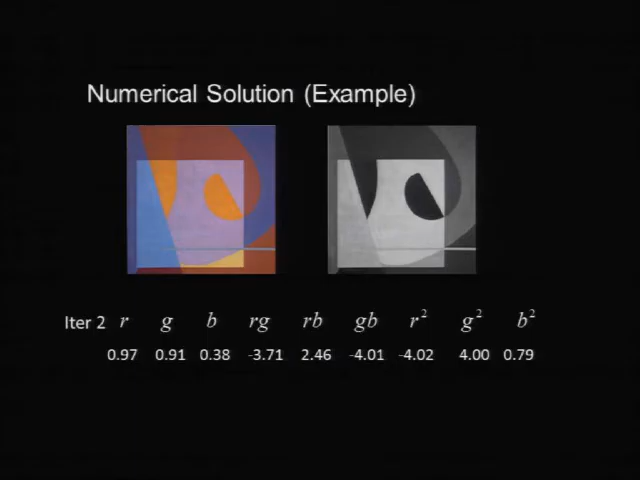 Numerical Solution (Example)
Iter 2 r g b rg rb gb r² g² b²
0.97 0.91 0.38 -3.71 2.46 -4.01 -4.02 4.00 0.79